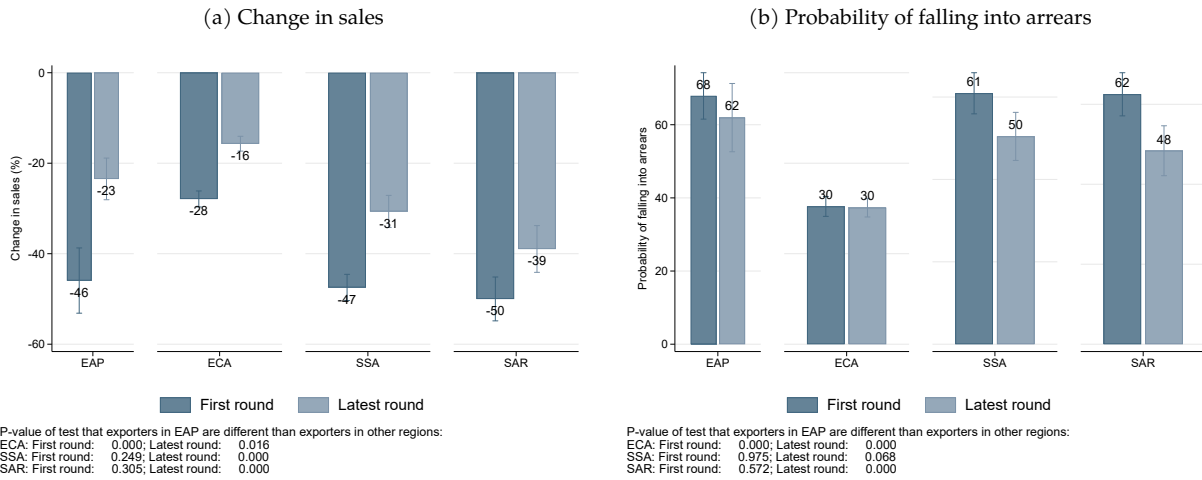 (a) Change in sales
(b) Probability of falling into arrears
Change in sales (%)
0
-20
-40
-60
-46
-23
-28
-16
-47
-31
-50
-39
EAP
ECA
SSA
SAR
First round
Latest round
P-value of test that exporters in EAP are different than exporters in other regions:
ECA: First round: 0.000; Latest round: 0.016
SSA: First round: 0.249; Latest round: 0.000
SAR: First round: 0.305; Latest round: 0.000
Probability of falling into arrears
60
40
20
0
68
62
30
30
61
50
62
48
EAP
ECA
SSA
SAR
First round
Latest round
P-value of test that exporters in EAP are different than exporters in other regions:
ECA: First round: 0.000; Latest round: 0.000
SSA: First round: 0.975; Latest round: 0.068
SAR: First round: 0.572; Latest round: 0.000